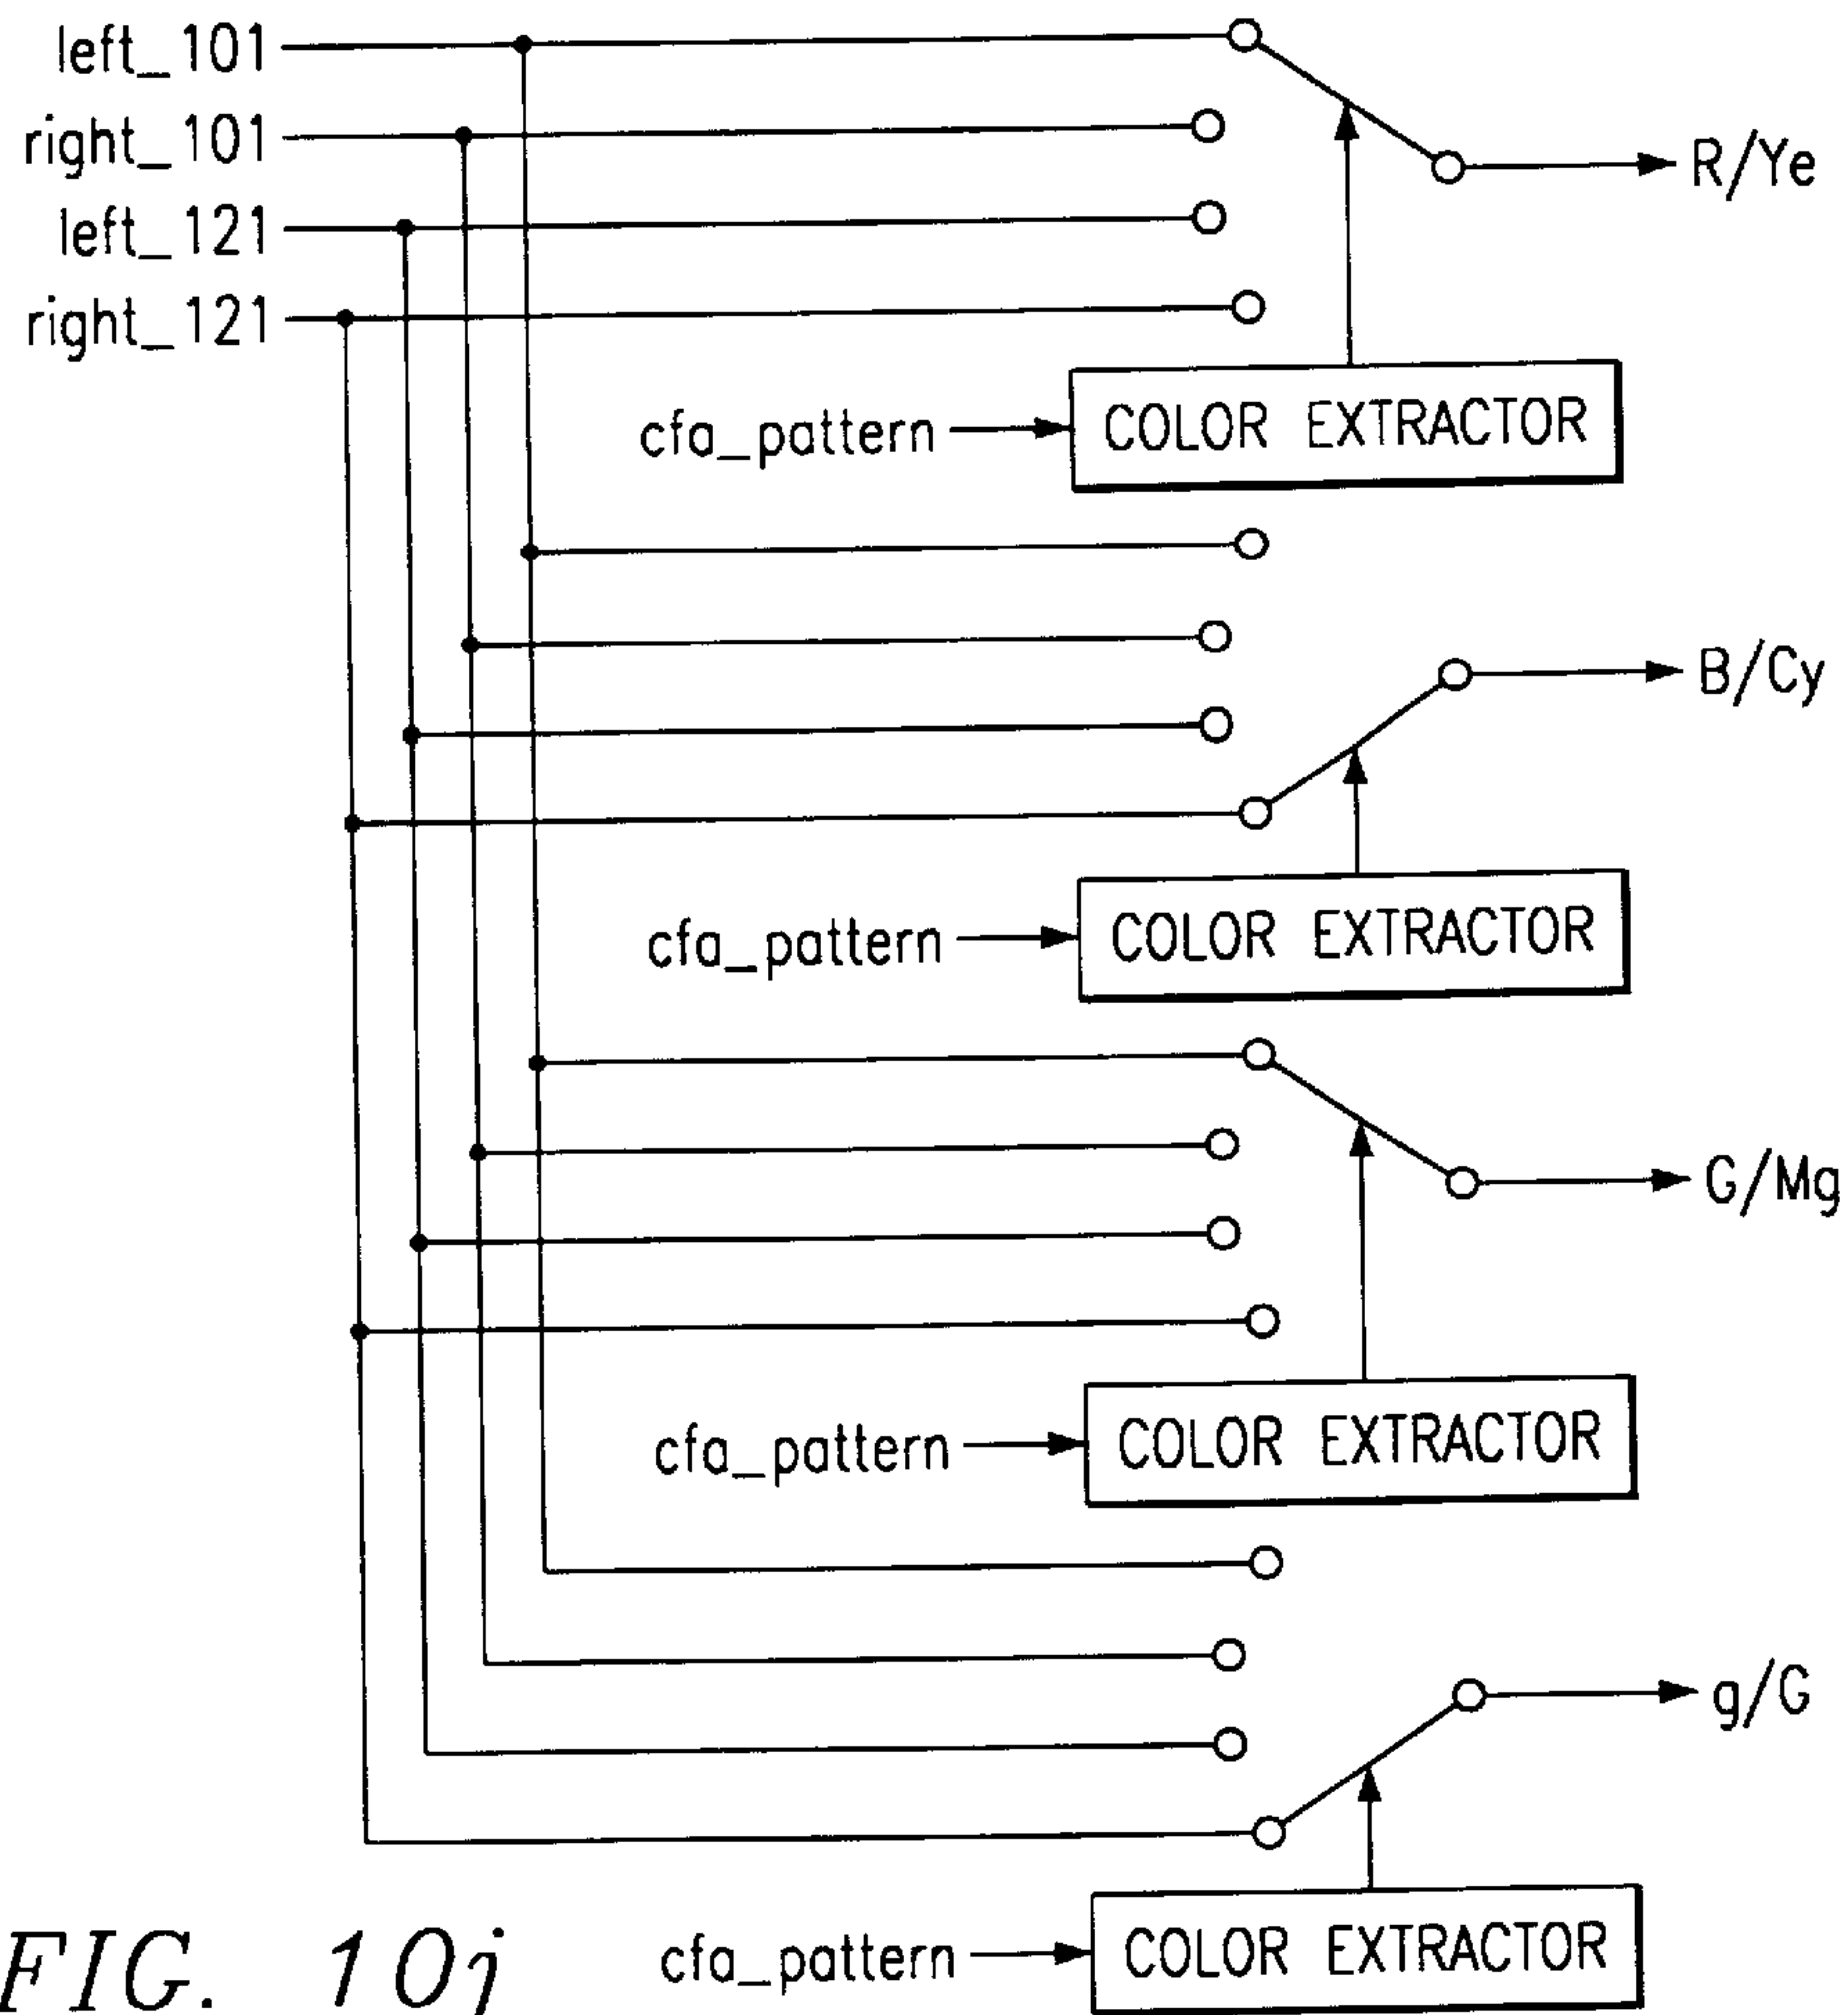 left_101
right_101
left_121
right_121
R/Ye
cfa_pattern
COLOR EXTRACTOR
B/Cy
cfa_pattern
COLOR EXTRACTOR
G/Mg
cfa_pattern
COLOR EXTRACTOR
g/G
cfa_pattern
COLOR EXTRACTOR
FIG. 10j